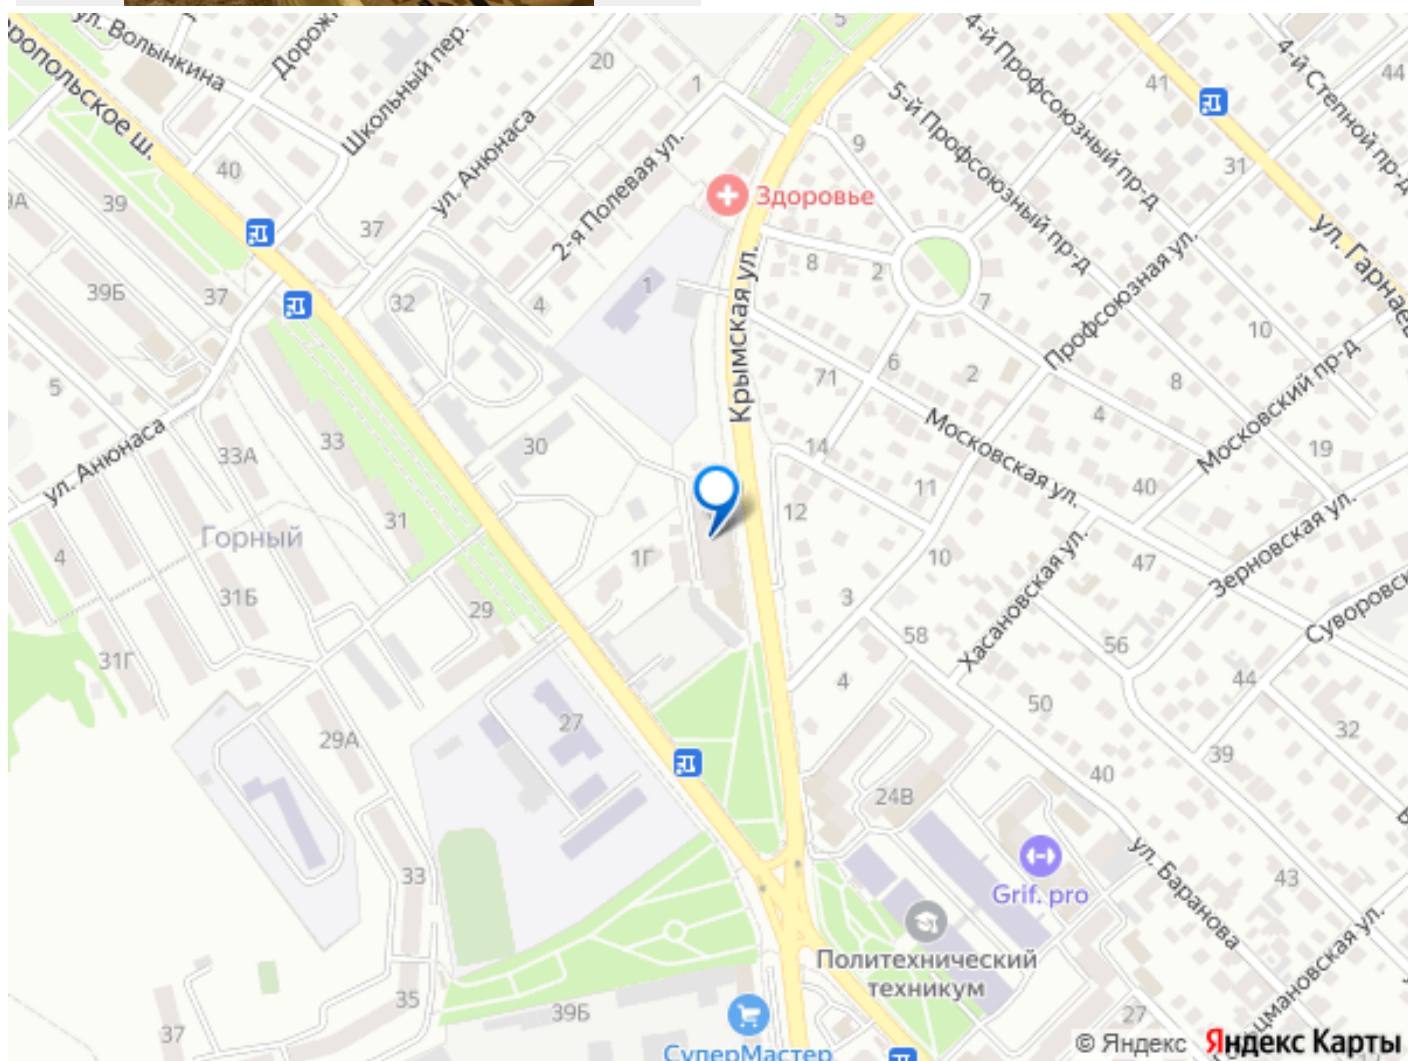 ул. Волынкина
Дорожн
Школьный пер.
20
5
4-й Профсоюзный пр-д
4-й Степной пр-д
44
41
1
5-й Профсоюзный пр-д
еропольское ш.
40
ул. Анюнаса
2-я Полевая ул.
9
31
Здоровье
9А
39
37
Крымская ул.
8
2
7
ул. Гарнаев
39Б
37
32
4
1
Профсоюзная ул.
10
5
71
6
2
8
4
Московский пр-д
ул. Анюнаса
33А
33
30
14
Московская ул.
19
11
40
4
Горный
31
1Г
12
10
Хасановская ул.
47
Зерновская ул.
31Б
29
3
58
56
Суворовск
31Г
4
50
44
32
29А
27
39
24В
40
33
Grif. pro
ул. Баранова
43
35
Политехнический
техникум
37
39Б
27
СуперМастер
© Яндекс Яндекс Карты